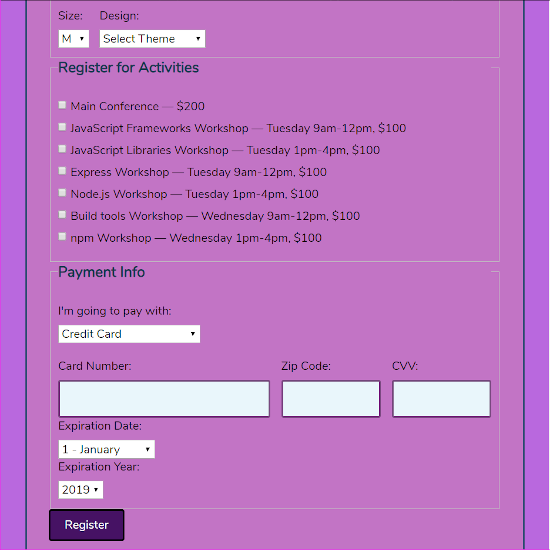 Size: Design:
M Select Theme
Register for Activities
Main Conference — $200
JavaScript Frameworks Workshop — Tuesday 9am-12pm, $100
JavaScript Libraries Workshop — Tuesday 1pm-4pm, $100
Express Workshop — Tuesday 9am-12pm, $100
Node.js Workshop — Tuesday 1pm-4pm, $100
Build tools Workshop — Wednesday 9am-12pm, $100
npm Workshop — Wednesday 1pm-4pm, $100
Payment Info
I'm going to pay with:
Credit Card
Card Number: Zip Code: CVV:
Expiration Date:
1 - January
Expiration Year:
2019
Register